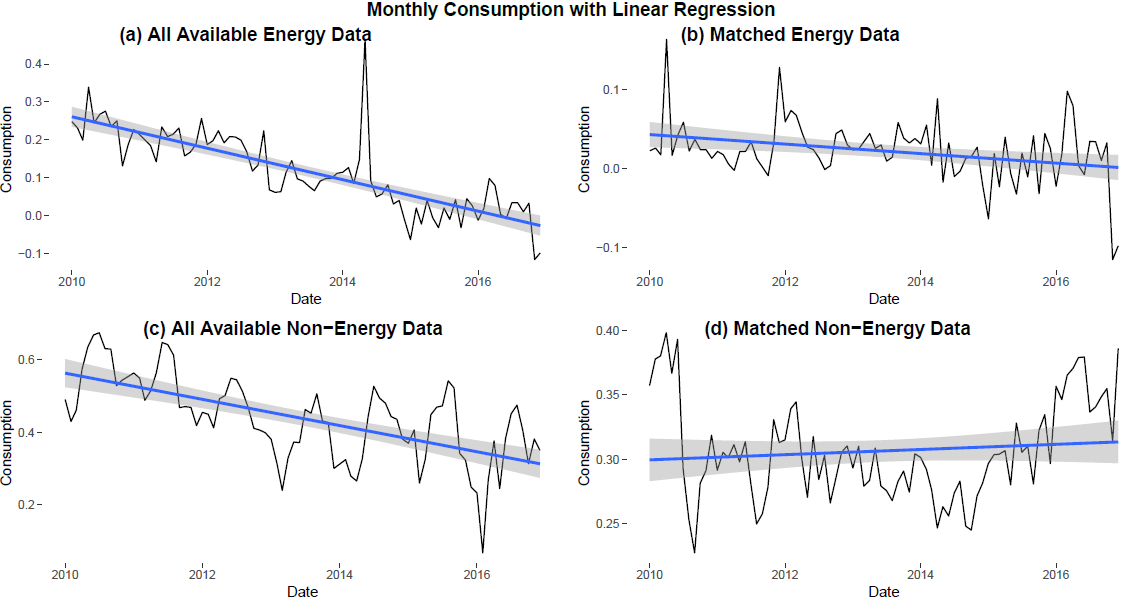 Monthly Consumption with Linear Regression
(a) All Available Energy Data
Consumption
0.4
0.3
0.2
0.1
0.0
−0.1
2010 2012 2014 2016
Date
(b) Matched Energy Data
Consumption
0.1
0.0
−0.1
2010 2012 2014 2016
Date
(c) All Available Non−Energy Data
Consumption
0.6
0.4
0.2
2010 2012 2014 2016
Date
(d) Matched Non−Energy Data
Consumption
0.40
0.35
0.30
0.25
2010 2012 2014 2016
Date